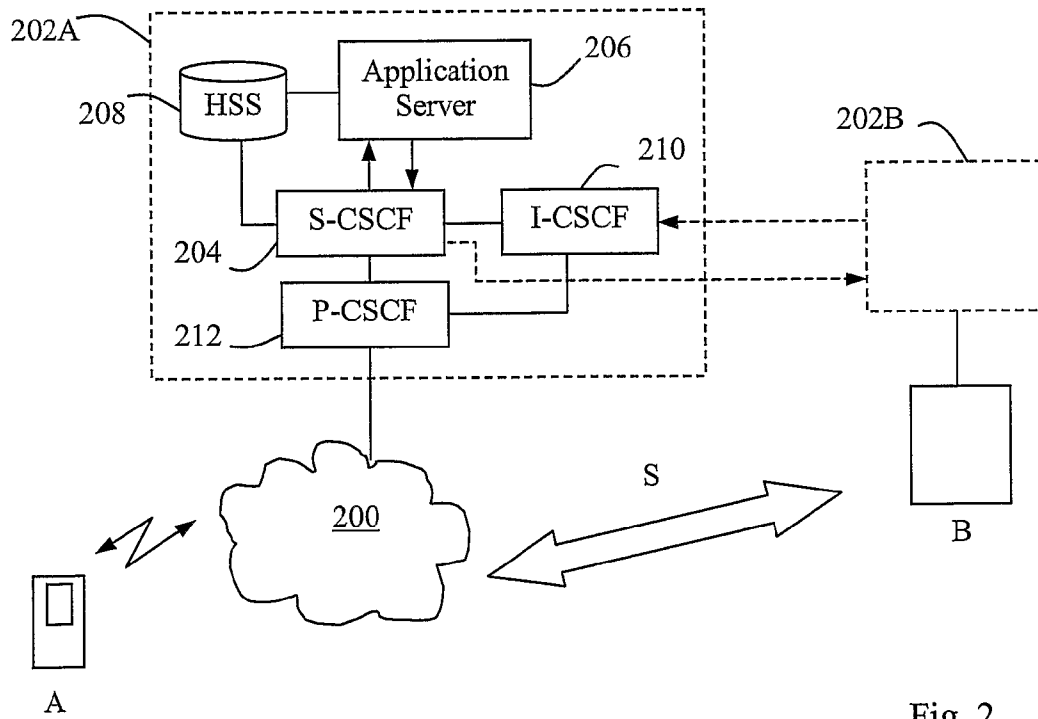 202A
Application
Server
206
HSS
208
202B
210
S-CSCF
I-CSCF
204
P-CSCF
212
S
200
B
A
Fig. 2